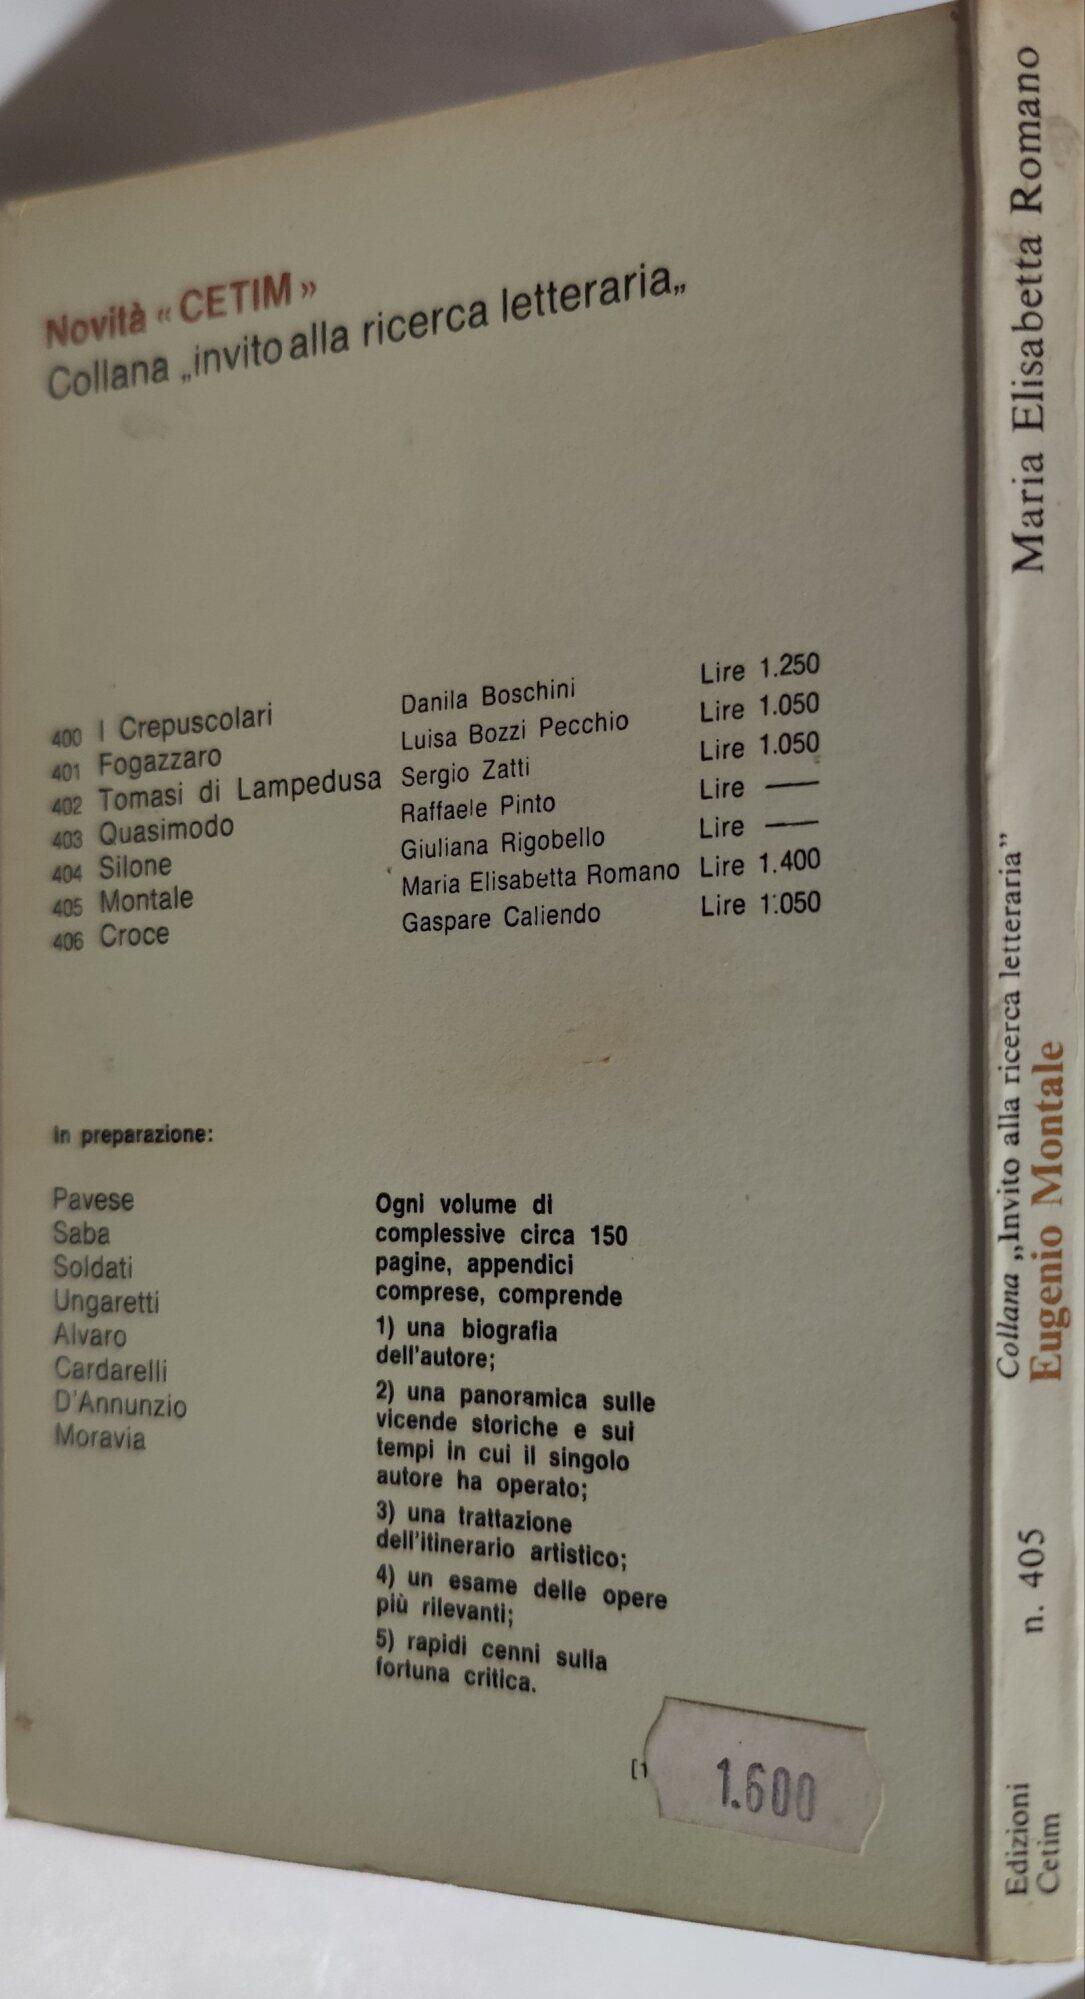 Novità « CETIM »
Collana „invito alla ricerca letteraria„
400 I Crepuscolari Danila Boschini Lire 1.250
401 Fogazzaro Luisa Bozzi Pecchio Lire 1.050
402 Tomasi di Lampedusa Sergio Zatti Lire 1.050
403 Quasimodo Raffaele Pinto Lire ——
404 Silone Giuliana Rigobello Lire ——
405 Montale Maria Elisabetta Romano Lire 1.400
406 Croce Gaspare Caliendo Lire 1.050
In preparazione:
Pavese
Saba
Soldati
Ungaretti
Alvaro
Cardarelli
D'Annunzio
Moravia
Ogni volume di
complessive circa 150
pagine, appendici
comprese, comprende
1) una biografia
dell'autore;
2) una panoramica sulle
vicende storiche e sui
tempi in cui il singolo
autore ha operato;
3) una trattazione
dell'itinerario artistico;
4) un esame delle opere
più rilevanti;
5) rapidi cenni sulla
fortuna critica.
[1
1.600
Edizioni
Cetim
n. 405
Collana „Invito alla ricerca letteraria”
Eugenio Montale
Maria Elisabetta Romano